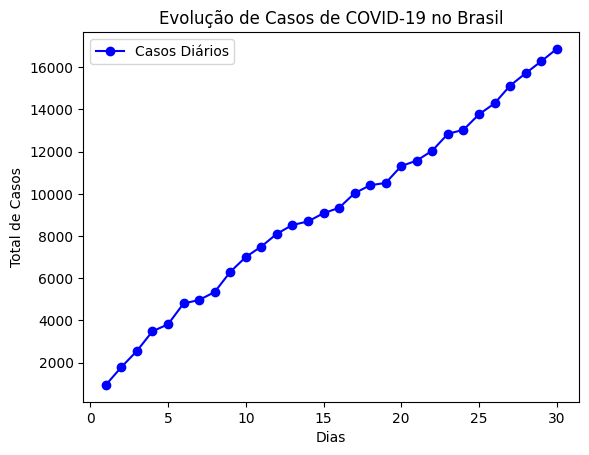 Evolução de Casos de COVID-19 no Brasil
Casos Diários
Total de Casos
16000
14000
12000
10000
8000
6000
4000
2000
0 5 10 15 20 25 30
Dias